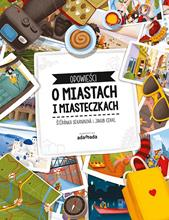 OPOWIEŚCI
O MIASTACH
I MIASTECZKACH
ŠTĚPÁNKA SEKANINOVÁ I JAKUB CENKL
adamada